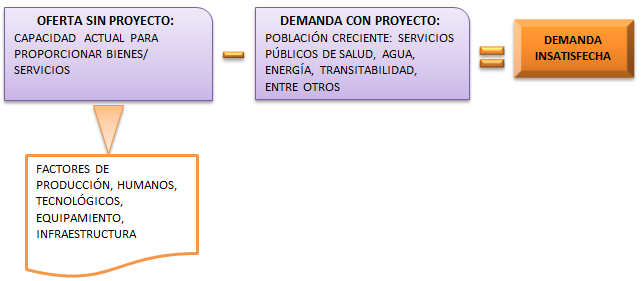 OFERTA SIN PROYECTO:
CAPACIDAD ACTUAL PARA
PROPORCIONAR BIENES/
SERVICIOS
DEMANDA CON PROYECTO:
POBLACIÓN CRECIENTE: SERVICIOS
PÚBLICOS DE SALUD, AGUA,
ENERGÍA, TRANSITABILIDAD,
ENTRE OTROS
DEMANDA
INSATISFECHA
FACTORES DE
PRODUCCIÓN, HUMANOS,
TECNOLÓGICOS,
EQUIPAMIENTO,
INFRAESTRUCTURA